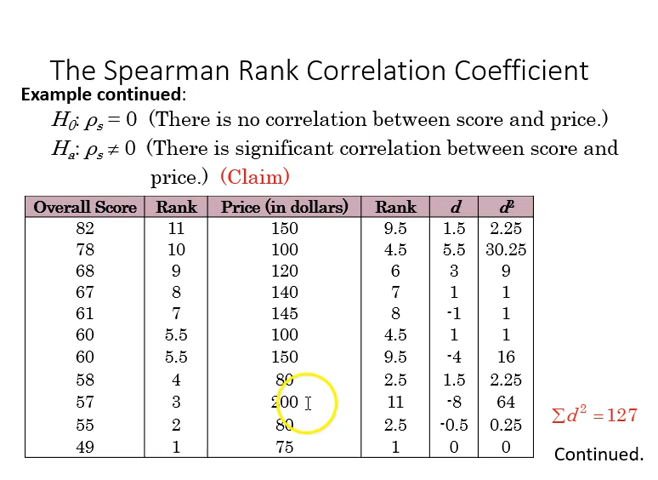 The Spearman Rank Correlation Coefficient
Example continued:
H₀: ρₛ = 0 (There is no correlation between score and price.)
Hₐ: ρₛ ≠ 0 (There is significant correlation between score and
price.) (Claim)
Overall Score Rank Price (in dollars) Rank d d²
82 11 150 9.5 1.5 2.25
78 10 100 4.5 5.5 30.25
68 9 120 6 3 9
67 8 140 7 1 1
61 7 145 8 -1 1
60 5.5 100 4.5 1 1
60 5.5 150 9.5 -4 16
58 4 80 2.5 1.5 2.25
57 3 200 11 -8 64
55 2 80 2.5 -0.5 0.25
49 1 75 1 0 0
∑d² = 127
Continued.